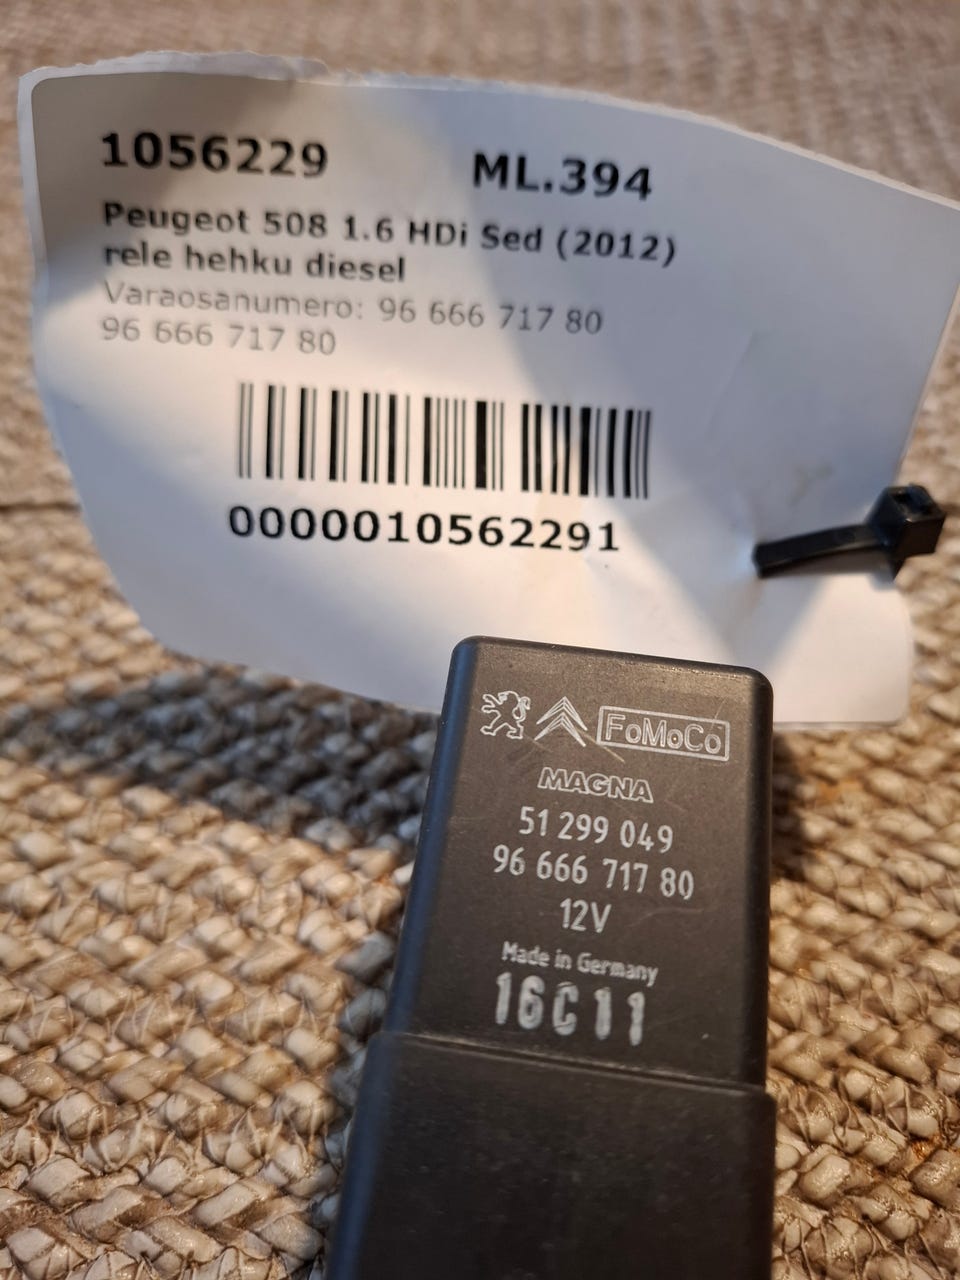 1056229 ML.394
Peugeot 508 1.6 HDi Sed (2012)
rele hehku diesel
Varaosanumero: 96 666 717 80
96 666 717 80
0000010562291
FoMoCo
MAGNA
51 299 049
96 666 717 80
12V
Made in Germany
16C11